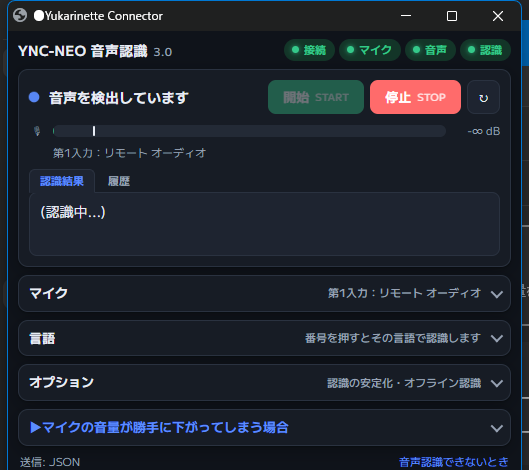 Yukarinette Connector
YNC-NEO 音声認識 3.0
接続 マイク 音声 認識
音声を検出しています
開始 START
停止 STOP
↻
-∞ dB
第1入力：リモート オーディオ
認識結果 履歴
(認識中...)
マイク 第1入力：リモート オーディオ
言語 番号を押すとその言語で認識します
オプション 認識の安定化・オフライン認識
▶マイクの音量が勝手に下がってしまう場合
送信: JSON 音声認識できないとき